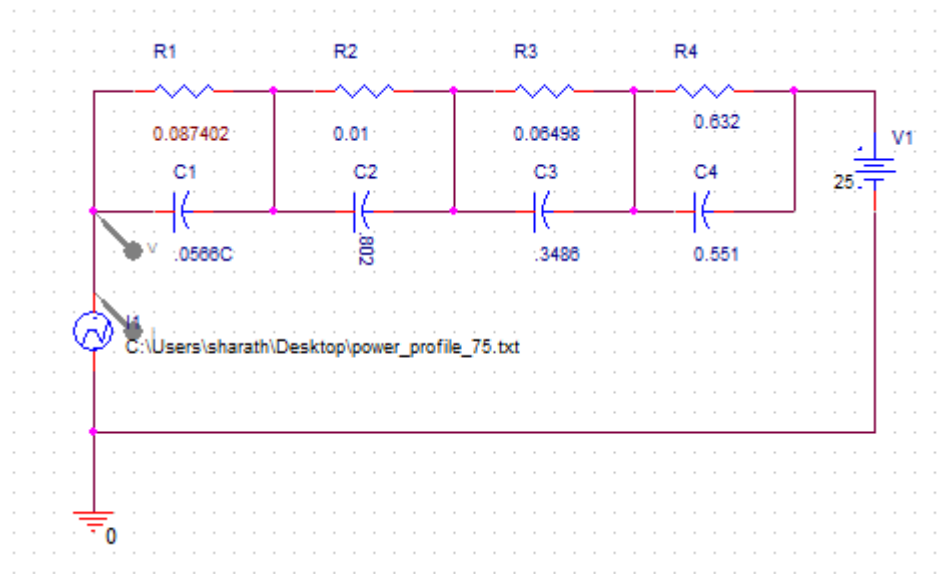 R1 R2 R3 R4
0.087402 0.01 0.06498 0.632
V1
C1 C2 C3 C4
25
V .0566C .802 .3486 0.551
I1
C:\Users\sharath\Desktop\power_profile_75.txt
0